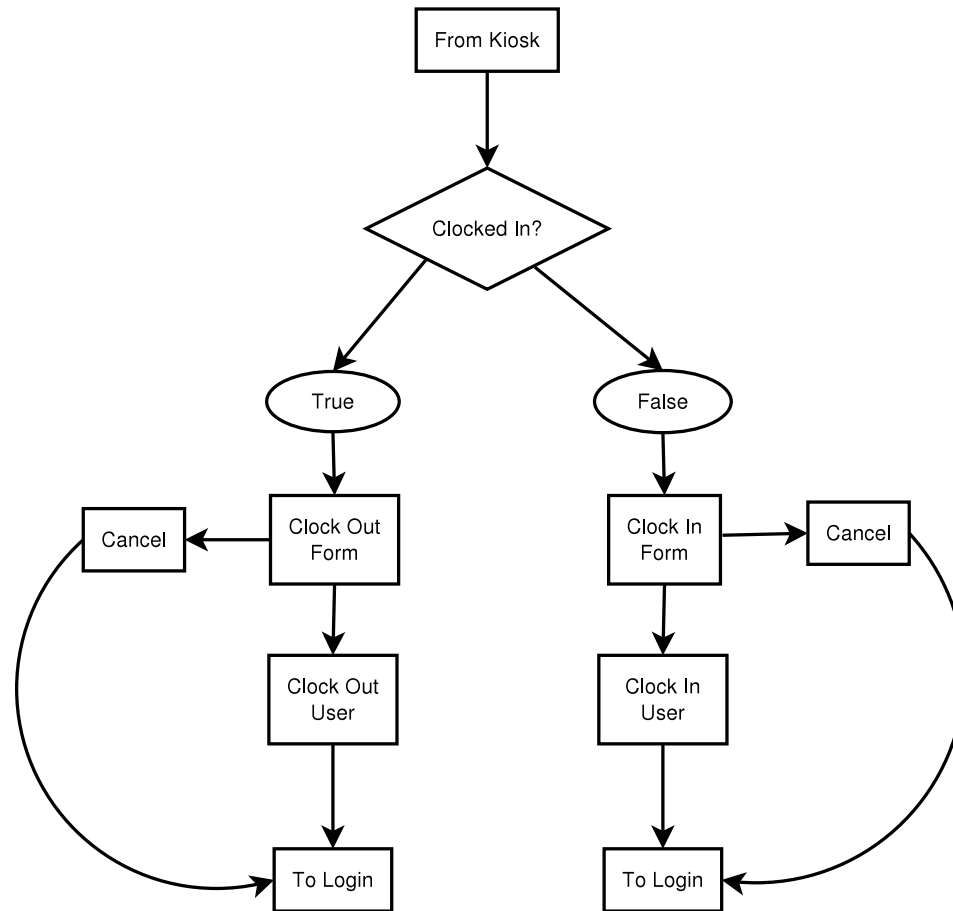 From Kiosk
Clocked In?
True
False
Cancel
Clock Out
Form
Clock In
Form
Cancel
Clock Out
User
Clock In
User
To Login
To Login